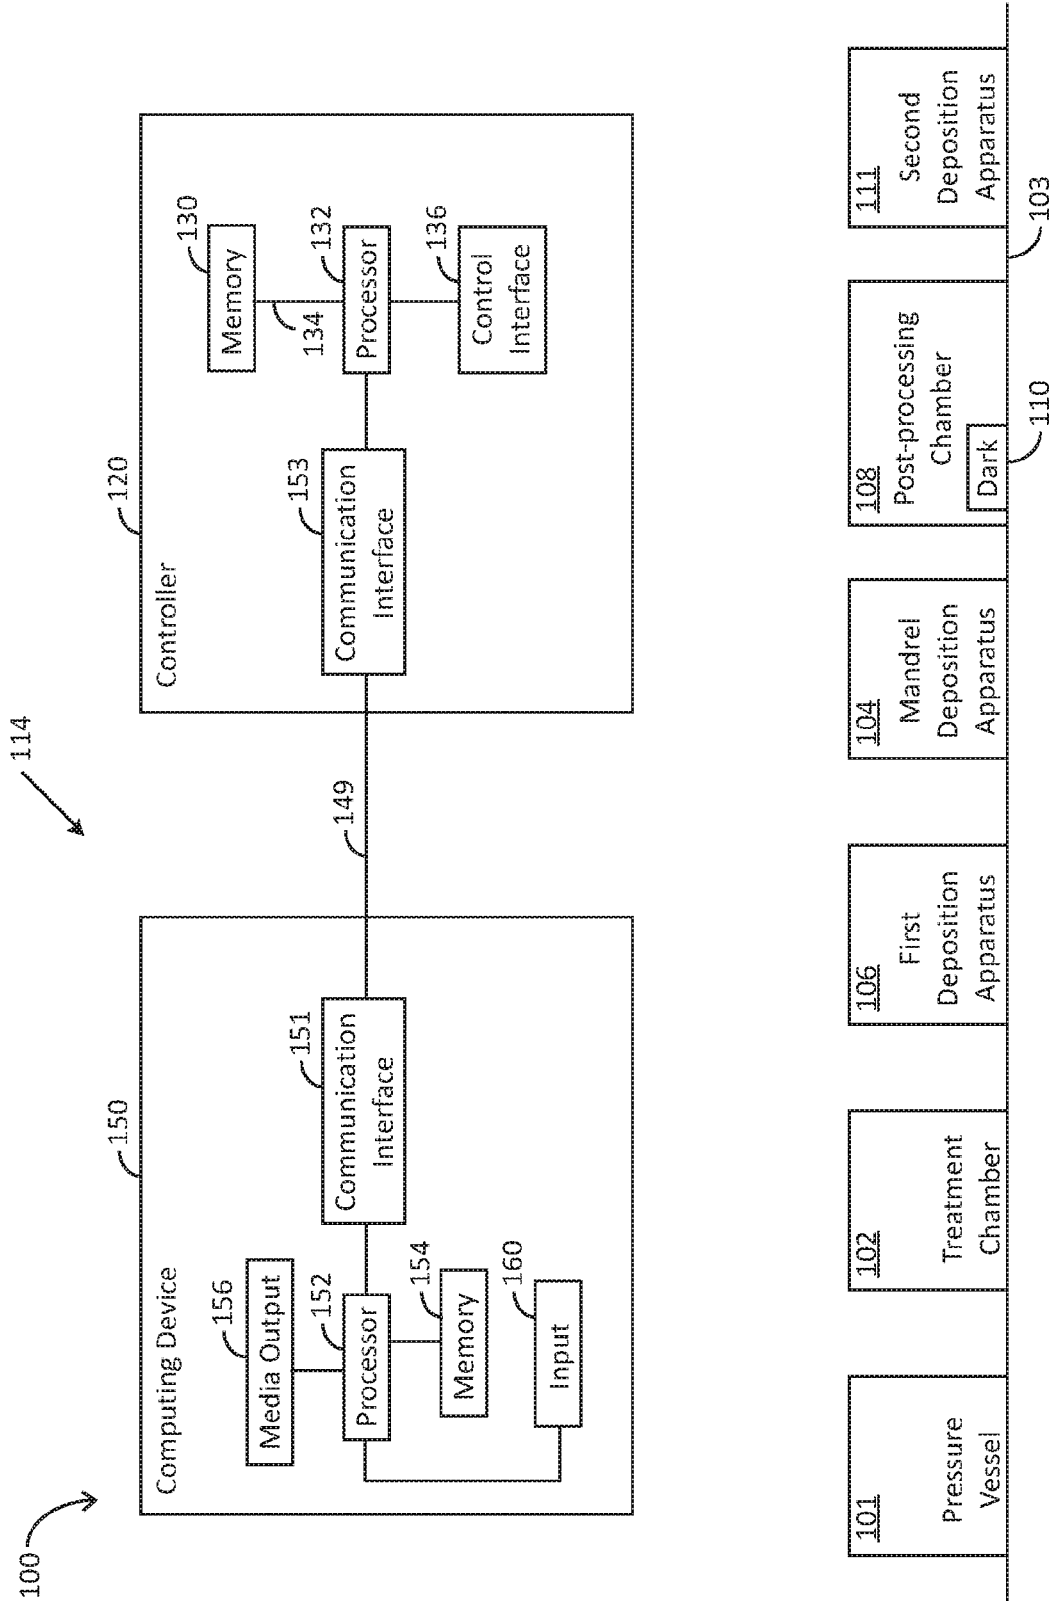 100
114
150
Computing Device
156
Media Output
152
Processor
154
Memory
160
Input
151
Communication
Interface
149
120
Controller
153
Communication
Interface
130
Memory
134
132
Processor
136
Control
Interface
101
Pressure
Vessel
102
Treatment
Chamber
106
First
Deposition
Apparatus
104
Mandrel
Deposition
Apparatus
108
Post-processing
Chamber
Dark
110
111
Second
Deposition
Apparatus
103